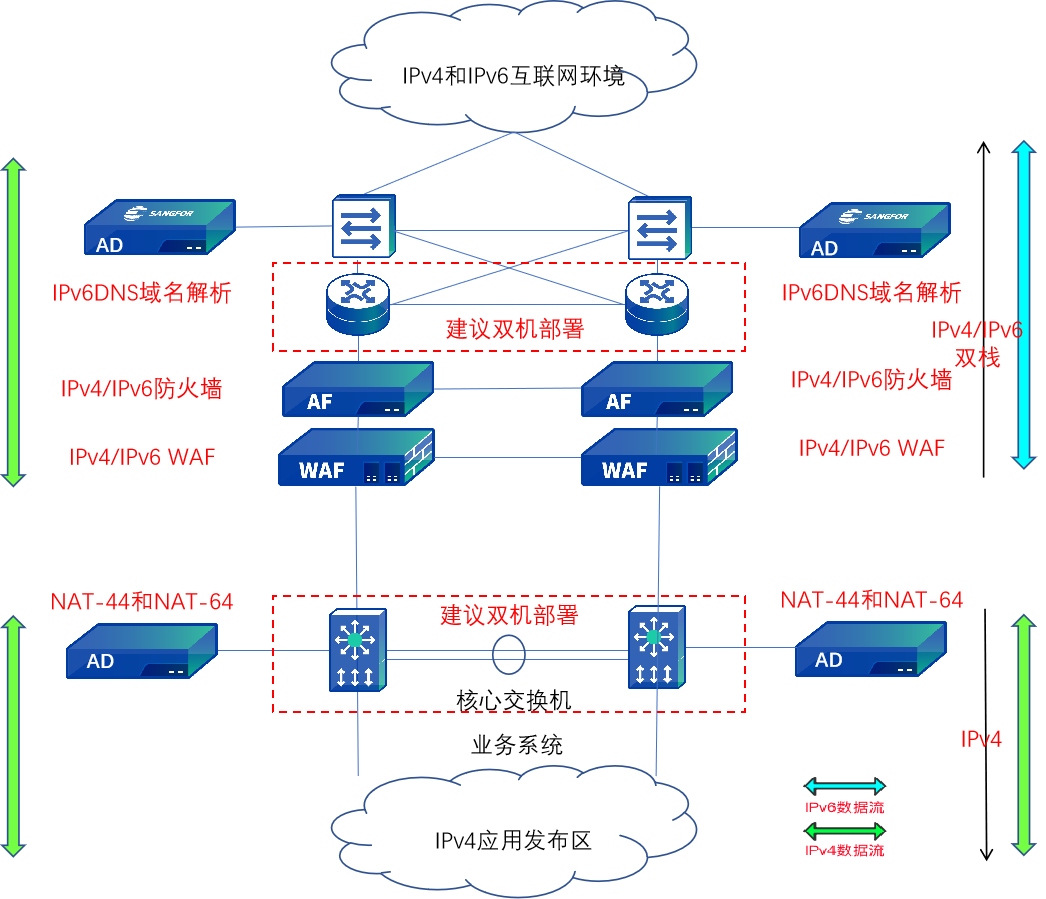 IPv4和IPv6互联网环境
SANGFOR
AD
SANGFOR
AD
IPv6DNS域名解析
IPv6DNS域名解析
建议双机部署
IPv4/IPv6
双栈
IPv4/IPv6防火墙
AF
AF
IPv4/IPv6防火墙
IPv4/IPv6 WAF
WAF
WAF
IPv4/IPv6 WAF
NAT-44和NAT-64
建议双机部署
NAT-44和NAT-64
AD
AD
核心交换机
业务系统
IPv4
IPv6数据流
IPv4应用发布区
IPv4数据流